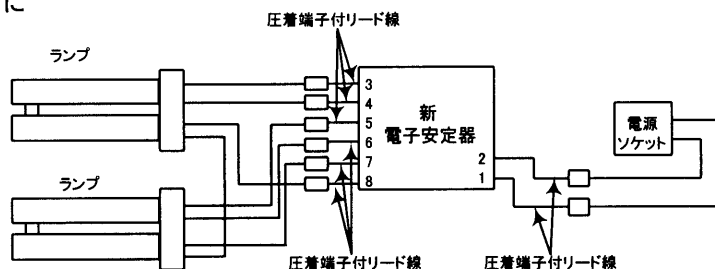 に
圧着端子付リード線
ランプ
3
4
5
6
7
8
新
電子安定器
2
1
電源
ソケット
ランプ
圧着端子付リード線
圧着端子付リード線